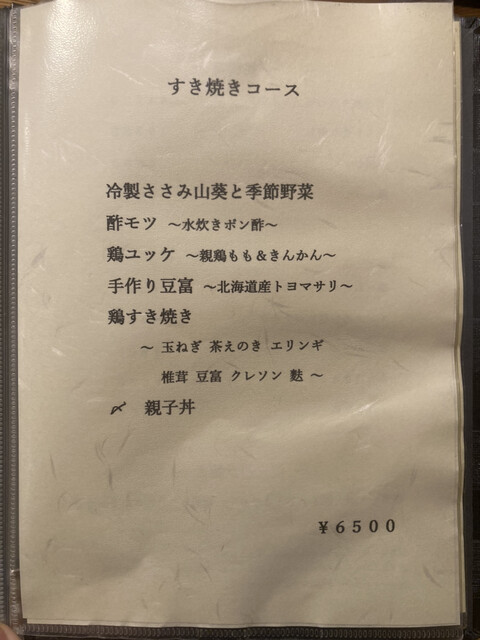 すき焼きコース
冷製ささみ山葵と季節野菜
酢モツ ～水炊きポン酢～
鶏ユッケ ～親鶏もも＆きんかん～
手作り豆富 ～北海道産トヨマサリ～
鶏すき焼き
～ 玉ねぎ 茶えのき エリンギ
椎茸 豆富 クレソン 麩 ～
〆 親子丼
￥6500